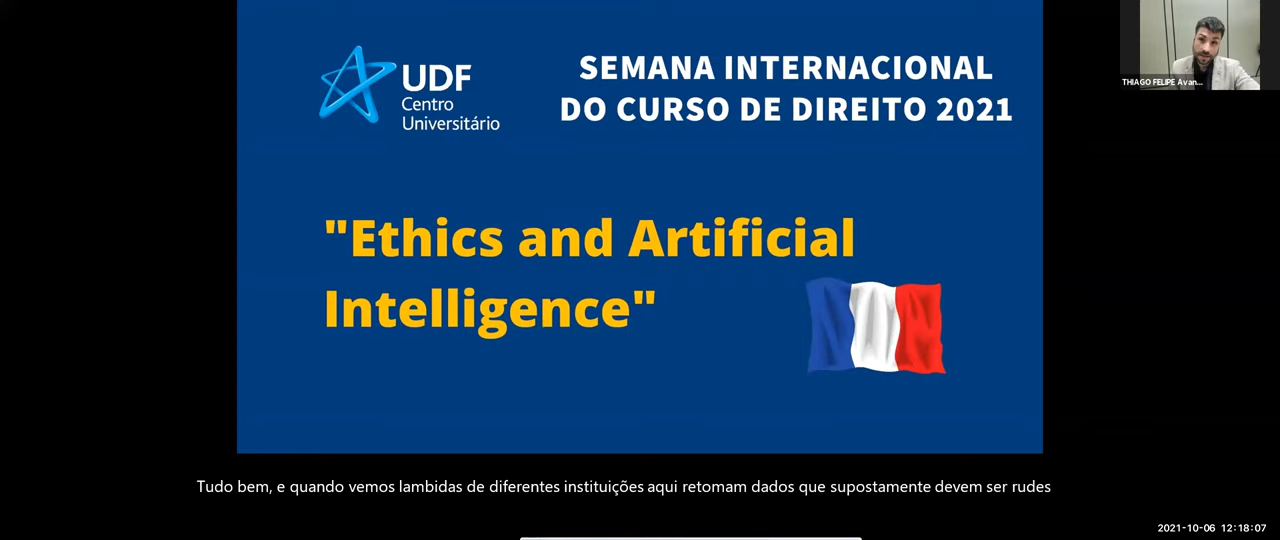 UDF
Centro
Universitário
SEMANA INTERNACIONAL
DO CURSO DE DIREITO 2021
THIAGO FELIPE Avan...
"Ethics and Artificial
Intelligence"
Tudo bem, e quando vemos lambidas de diferentes instituições aqui retomam dados que supostamente devem ser rudes
2021-10-06 12:18:07